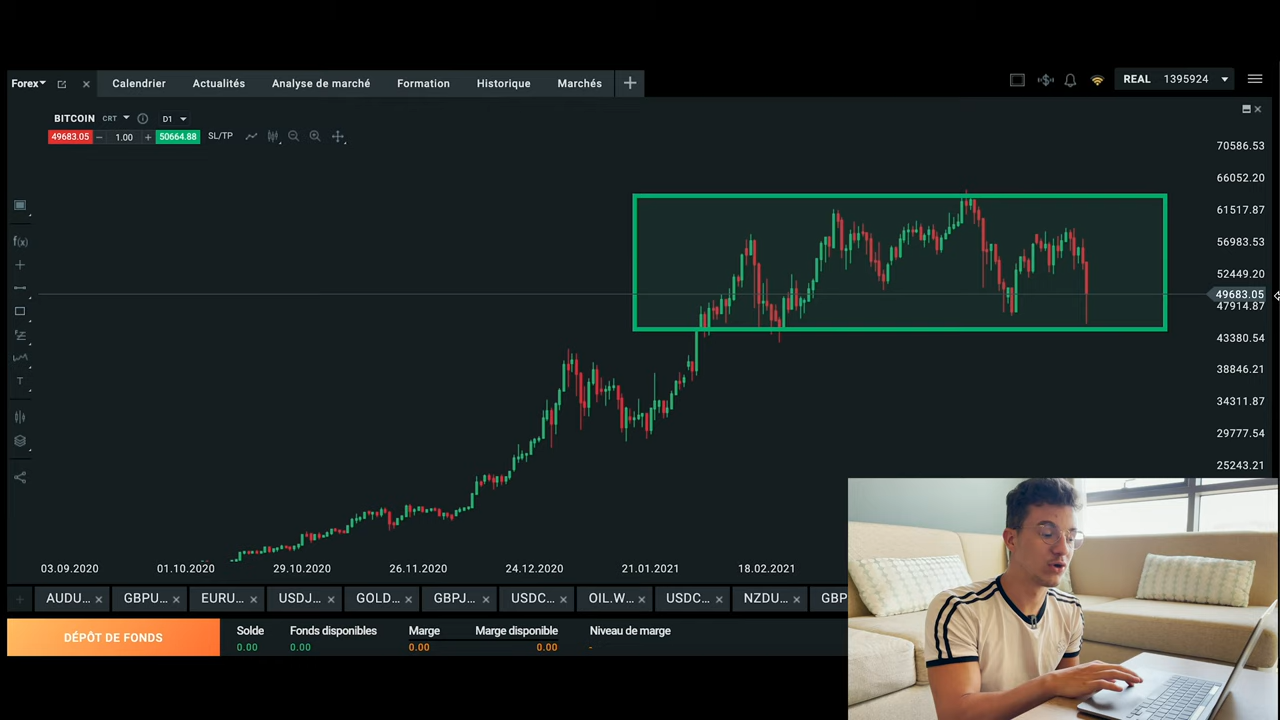 Forex Calendrier Actualités Analyse de marché Formation Historique Marchés + REAL 1395924
BITCOIN CRT D1
49683.05 − 1.00 + 50664.88 SL/TP
70586.53
66052.20
61517.87
56983.53
52449.20
49683.05
47914.87
43380.54
38846.21
34311.87
29777.54
25243.21
f(x)
T
03.09.2020 01.10.2020 29.10.2020 26.11.2020 24.12.2020 21.01.2021 18.02.2021
AUDU... GBPU... EURU... USDJ... GOLD... GBPJ... USDC... OIL.W... USDC... NZDU... GBP
DÉPÔT DE FONDS
Solde Fonds disponibles Marge Marge disponible Niveau de marge
0.00 0.00 0.00 0.00 -